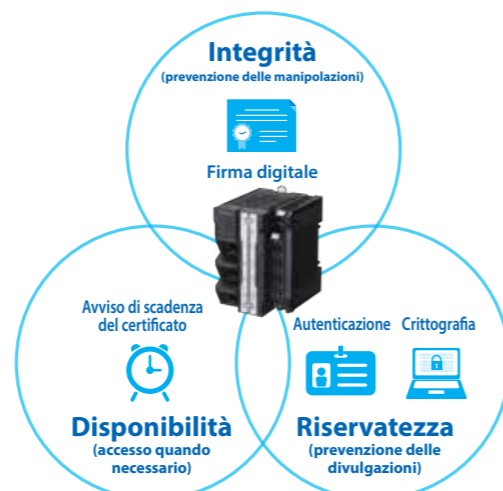 Integrità
(prevenzione delle manipolazioni)
Firma digitale
Avviso di scadenza
del certificato
Disponibilità
(accesso quando
necessario)
Autenticazione
Crittografia
Riservatezza
(prevenzione delle
divulgazioni)